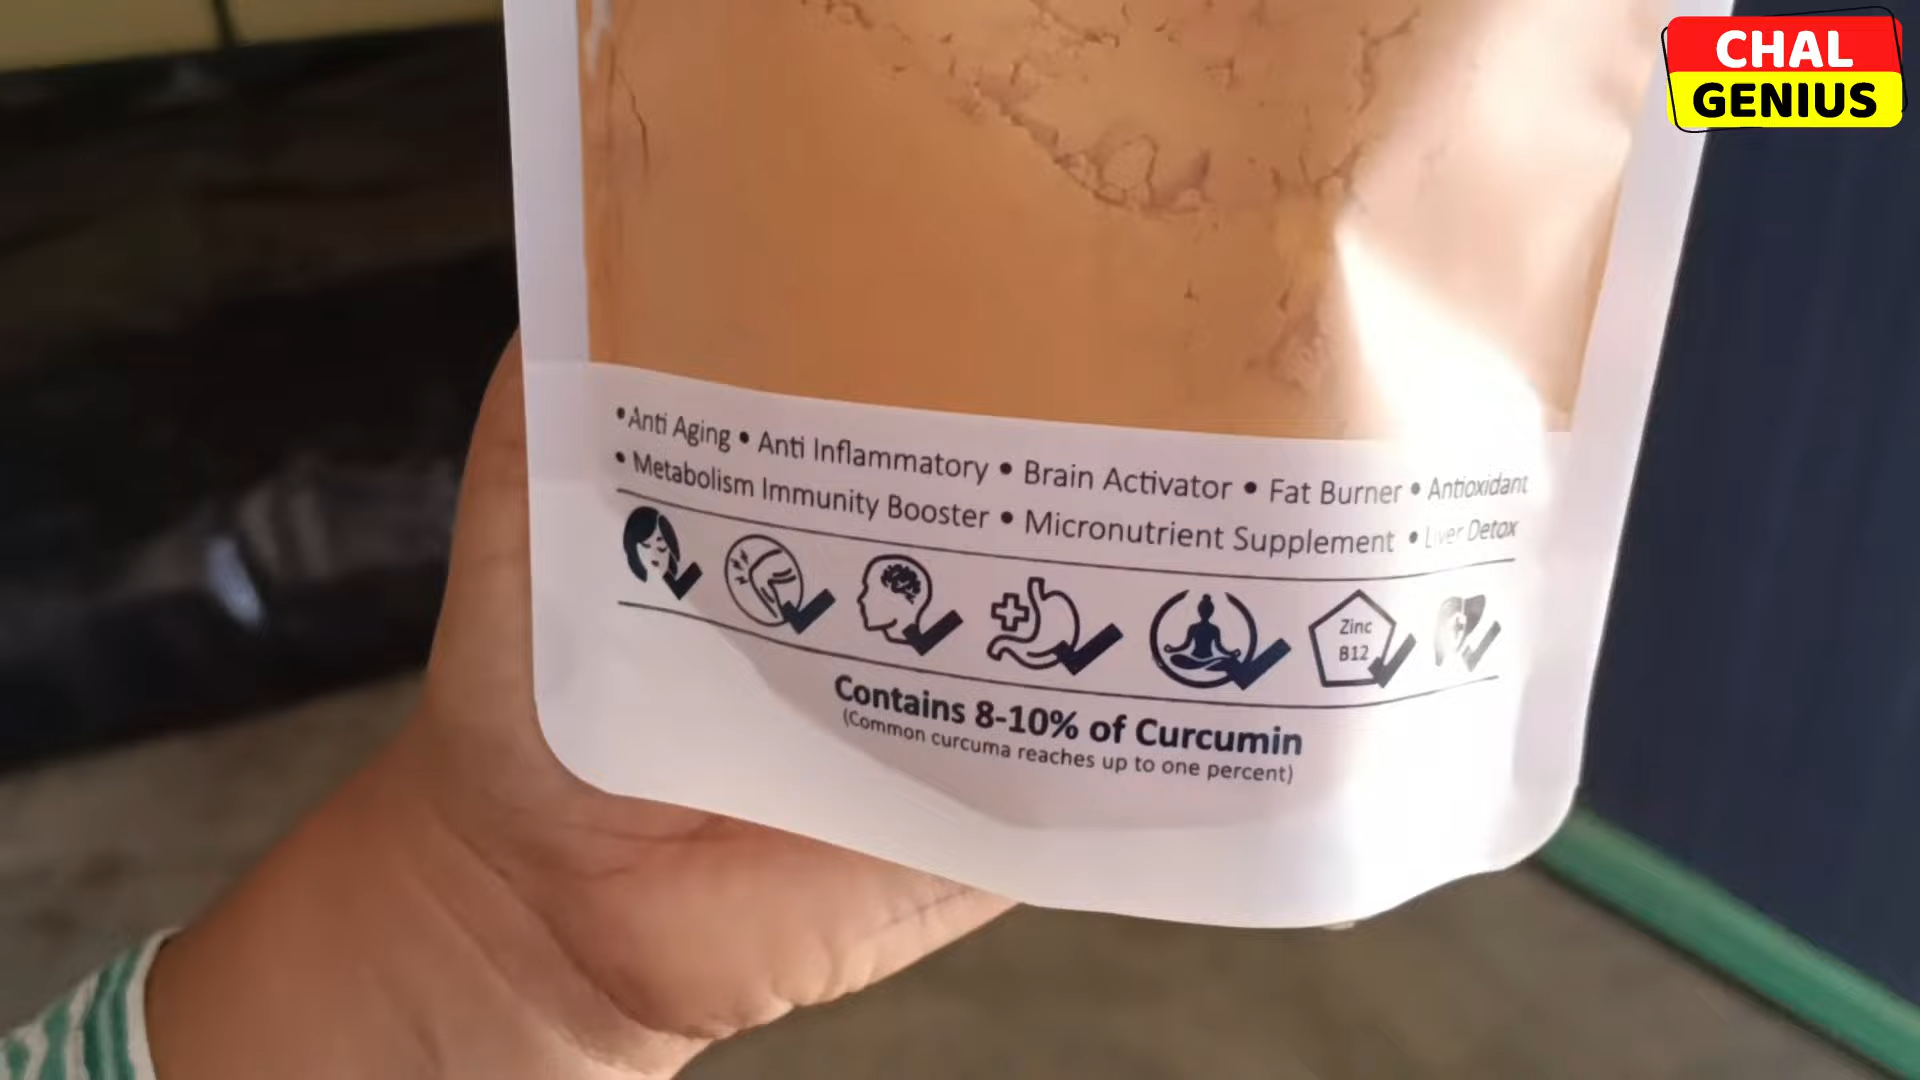 CHAL
GENIUS
• Anti Aging • Anti Inflammatory • Brain Activator • Fat Burner • Antioxidant
• Metabolism Immunity Booster • Micronutrient Supplement • Liver Detox
Zinc
B12
Contains 8-10% of Curcumin
(Common curcuma reaches up to one percent)